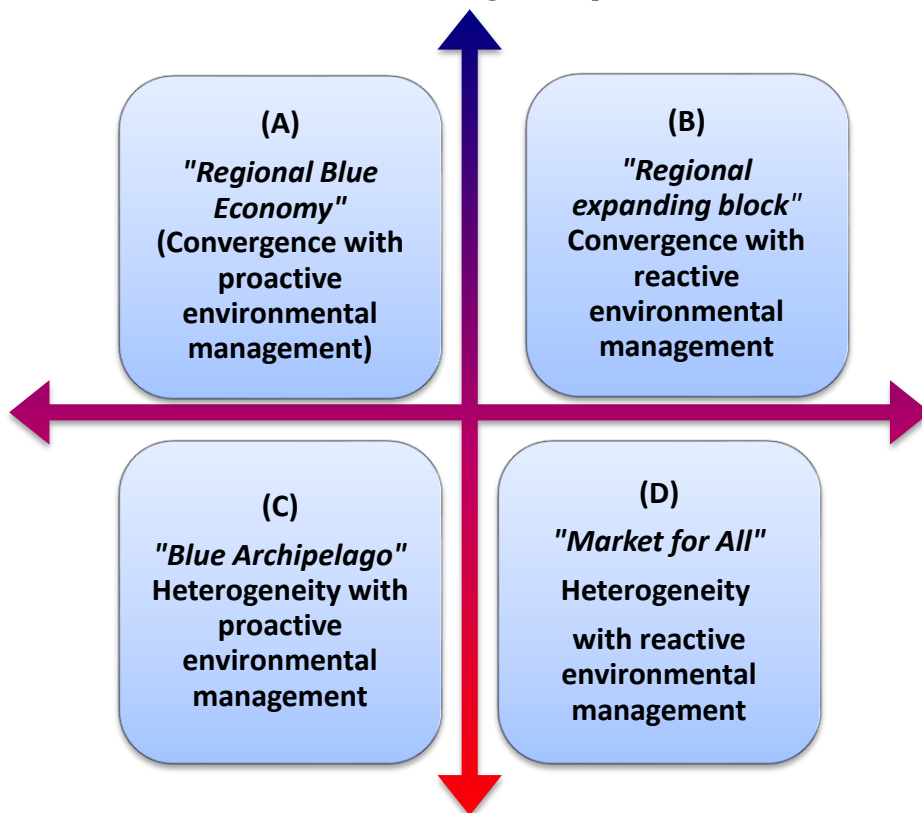 (A)
"Regional Blue
Economy"
(Convergence with
proactive
environmental
management)
(B)
"Regional
expanding block"
Convergence with
reactive
environmental
management
(C)
"Blue Archipelago"
Heterogeneity with
proactive
environmental
management
(D)
"Market for All"
Heterogeneity
with reactive
environmental
management